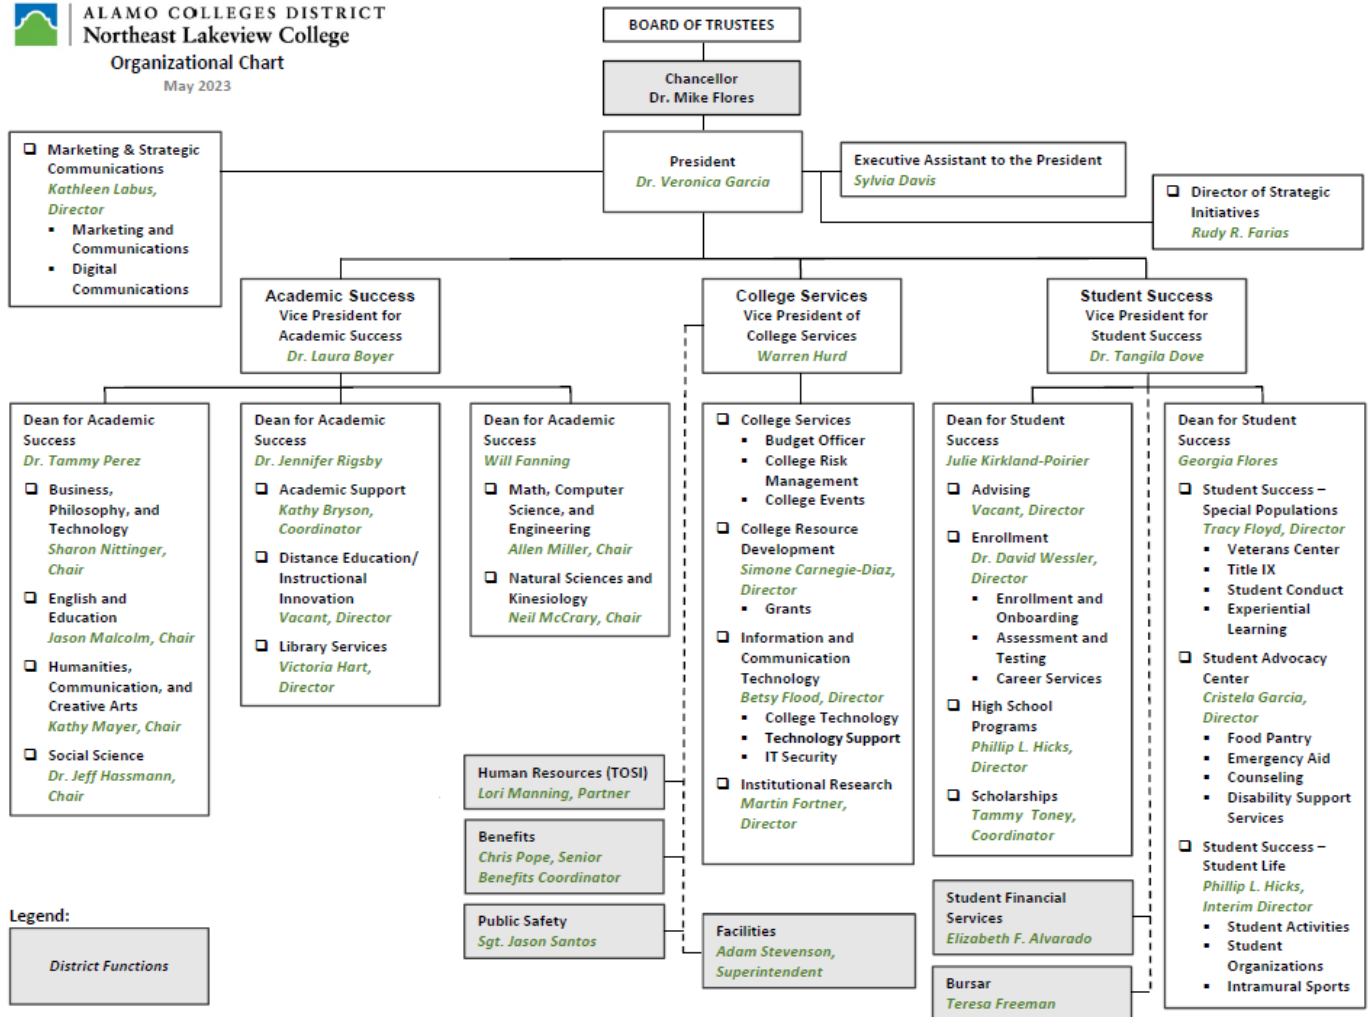 ALAMO COLLEGES DISTRICT
Northeast Lakeview College
Organizational Chart
May 2023
BOARD OF TRUSTEES
Chancellor
Dr. Mike Flores
President
Dr. Veronica Garcia
Executive Assistant to the President
Sylvia Davis
❑ Director of Strategic
Initiatives
Rudy R. Farias
❑ Marketing & Strategic
Communications
Kathleen Labus,
Director
▪ Marketing and
Communications
▪ Digital
Communications
Academic Success
Vice President for
Academic Success
Dr. Laura Boyer
College Services
Vice President of
College Services
Warren Hurd
Student Success
Vice President for
Student Success
Dr. Tangila Dove
Dean for Academic
Success
Dr. Tammy Perez
❑ Business,
Philosophy, and
Technology
Sharon Nittinger,
Chair
❑ English and
Education
Jason Malcolm, Chair
❑ Humanities,
Communication, and
Creative Arts
Kathy Mayer, Chair
❑ Social Science
Dr. Jeff Hassmann,
Chair
Dean for Academic
Success
Dr. Jennifer Rigsby
❑ Academic Support
Kathy Bryson,
Coordinator
❑ Distance Education/
Instructional
Innovation
Vacant, Director
❑ Library Services
Victoria Hart,
Director
Dean for Academic
Success
Will Fanning
❑ Math, Computer
Science, and
Engineering
Allen Miller, Chair
❑ Natural Sciences and
Kinesiology
Neil McCrary, Chair
❑ College Services
▪ Budget Officer
▪ College Risk
Management
▪ College Events
❑ College Resource
Development
Simone Carnegie-Diaz,
Director
▪ Grants
❑ Information and
Communication
Technology
Betsy Flood, Director
▪ College Technology
▪ Technology Support
▪ IT Security
❑ Institutional Research
Martin Fortner,
Director
Dean for Student
Success
Julie Kirkland-Poirier
❑ Advising
Vacant, Director
❑ Enrollment
Dr. David Wessler,
Director
▪ Enrollment and
Onboarding
▪ Assessment and
Testing
▪ Career Services
❑ High School
Programs
Phillip L. Hicks,
Director
❑ Scholarships
Tammy Toney,
Coordinator
Dean for Student
Success
Georgia Flores
❑ Student Success –
Special Populations
Tracy Floyd, Director
▪ Veterans Center
▪ Title IX
▪ Student Conduct
▪ Experiential
Learning
❑ Student Advocacy
Center
Cristela Garcia,
Director
▪ Food Pantry
▪ Emergency Aid
▪ Counseling
▪ Disability Support
Services
❑ Student Success –
Student Life
Phillip L. Hicks,
Interim Director
▪ Student Activities
▪ Student
Organizations
▪ Intramural Sports
Human Resources (TOSI)
Lori Manning, Partner
Benefits
Chris Pope, Senior
Benefits Coordinator
Public Safety
Sgt. Jason Santos
Facilities
Adam Stevenson,
Superintendent
Student Financial
Services
Elizabeth F. Alvarado
Bursar
Teresa Freeman
Legend:
District Functions